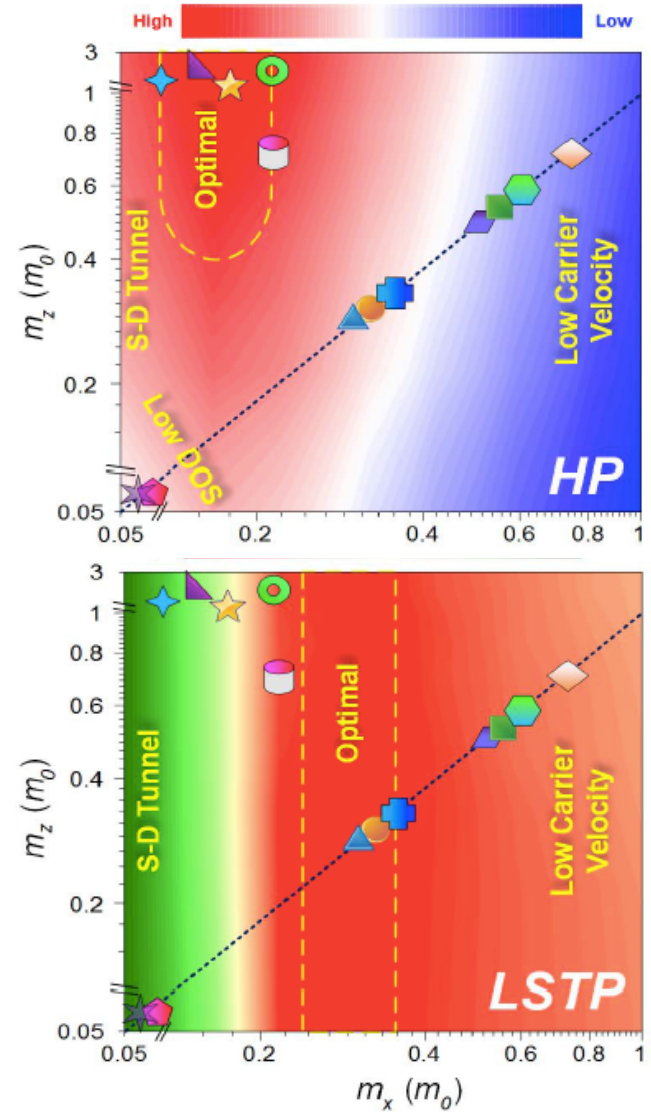 High
Low
3
1
0.8
0.6
0.4
0.2
0.05
m_z (m_0)
S-D Tunnel
Optimal
Low DOS
Low Carrier
Velocity
HP
0.05
0.2
0.4
0.6
0.8
1
3
1
0.8
0.6
0.4
0.2
0.05
m_z (m_0)
S-D Tunnel
Optimal
Low Carrier
Velocity
LSTP
0.05
0.2
0.4
0.6
0.8
1
m_x (m_0)